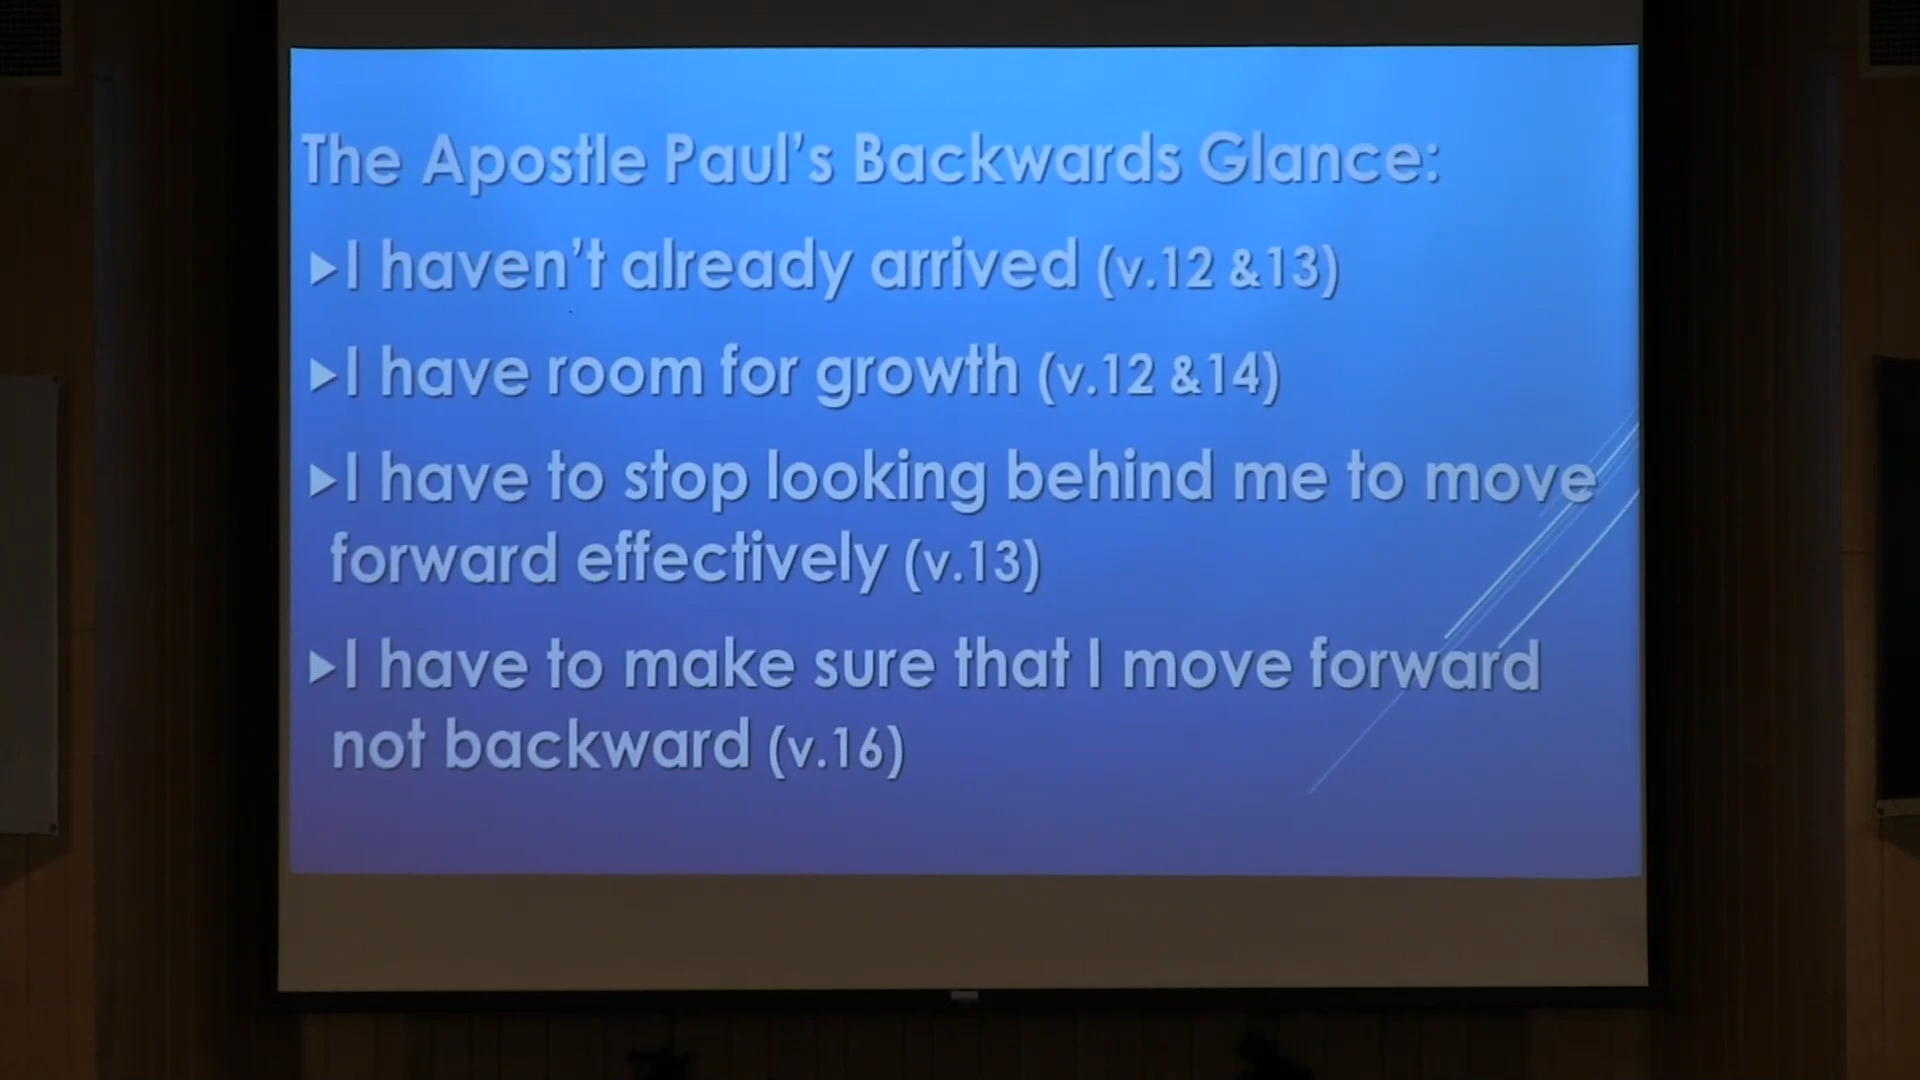 The Apostle Paul's Backwards Glance:
▸I haven't already arrived (v.12 &13)
▸I have room for growth (v.12 &14)
▸I have to stop looking behind me to move
forward effectively (v.13)
▸I have to make sure that I move forward
not backward (v.16)